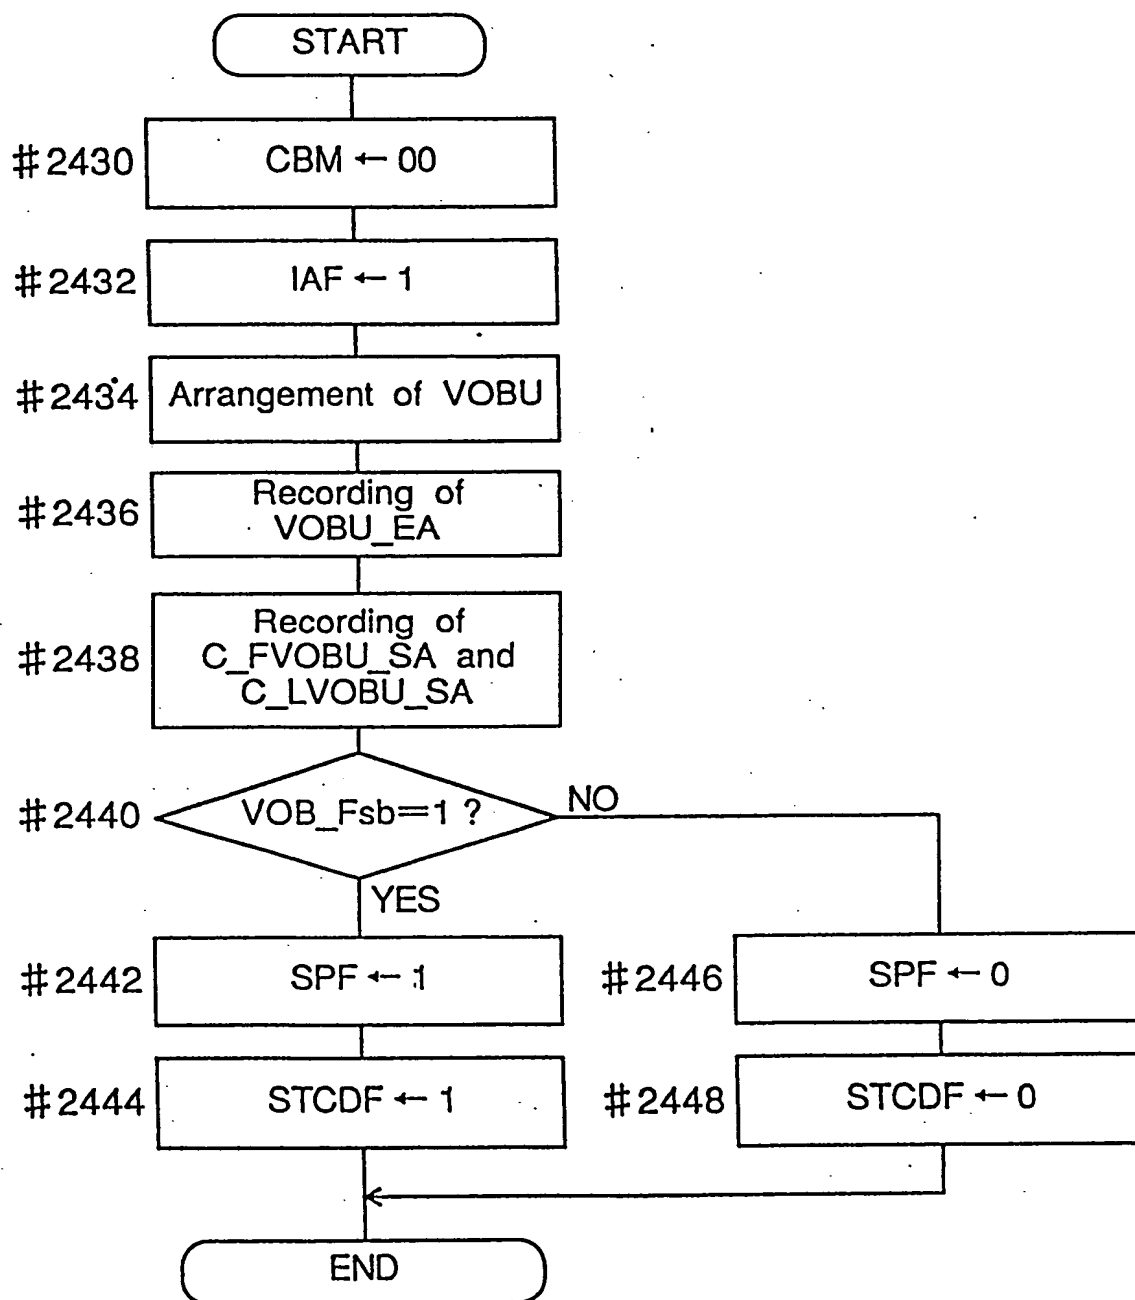 START
#2430
CBM ← 00
#2432
IAF ← 1
#2434
Arrangement of VOBU
#2436
Recording of
VOBU_EA
#2438
Recording of
C_FVOBU_SA and
C_LVOBU_SA
#2440
VOB_Fsb=1 ?
NO
YES
#2442
SPF ← 1
#2446
SPF ← 0
#2444
STCDF ← 1
#2448
STCDF ← 0
END